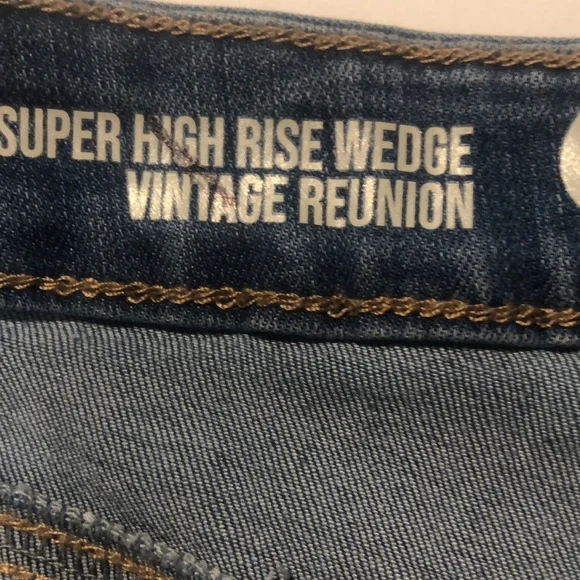 SUPER HIGH RISE WEDGE
VINTAGE REUNION